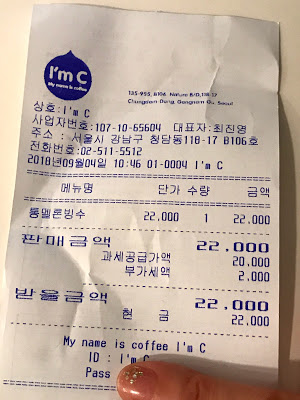 I'm C
My name is coffee
135-955, B106 Nature B/D, 118-17
Chungdam Dong, Gangnam Gu, Seoul
상호:I'm C
사업자번호:107-10-65604 대표자:최진영
주소 : 서울시 강남구 청담동118-17 B106호
전화번호:02-511-5512
2018년09월04일 10:46 01-0004 I'm C
메뉴명 단가 수량 금액
통멜론빙수 22,000 1 22,000
판매금액 22,000
과세공급가액 20,000
부가세액 2,000
받을금액 22,000
현 금 22,000
My name is coffee I'm C
ID : I'm C
Pass